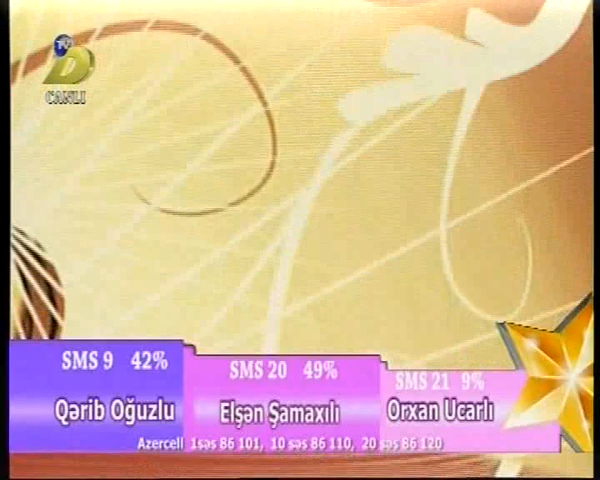 TV
D
CANLI
SMS 9 42%
Qərib Oğuzlu
SMS 20 49%
Elşən Şamaxılı
SMS 21 9%
Orxan Ucarlı
Azercell 1səs 86 101, 10 səs 86 110, 20 səs 86 120